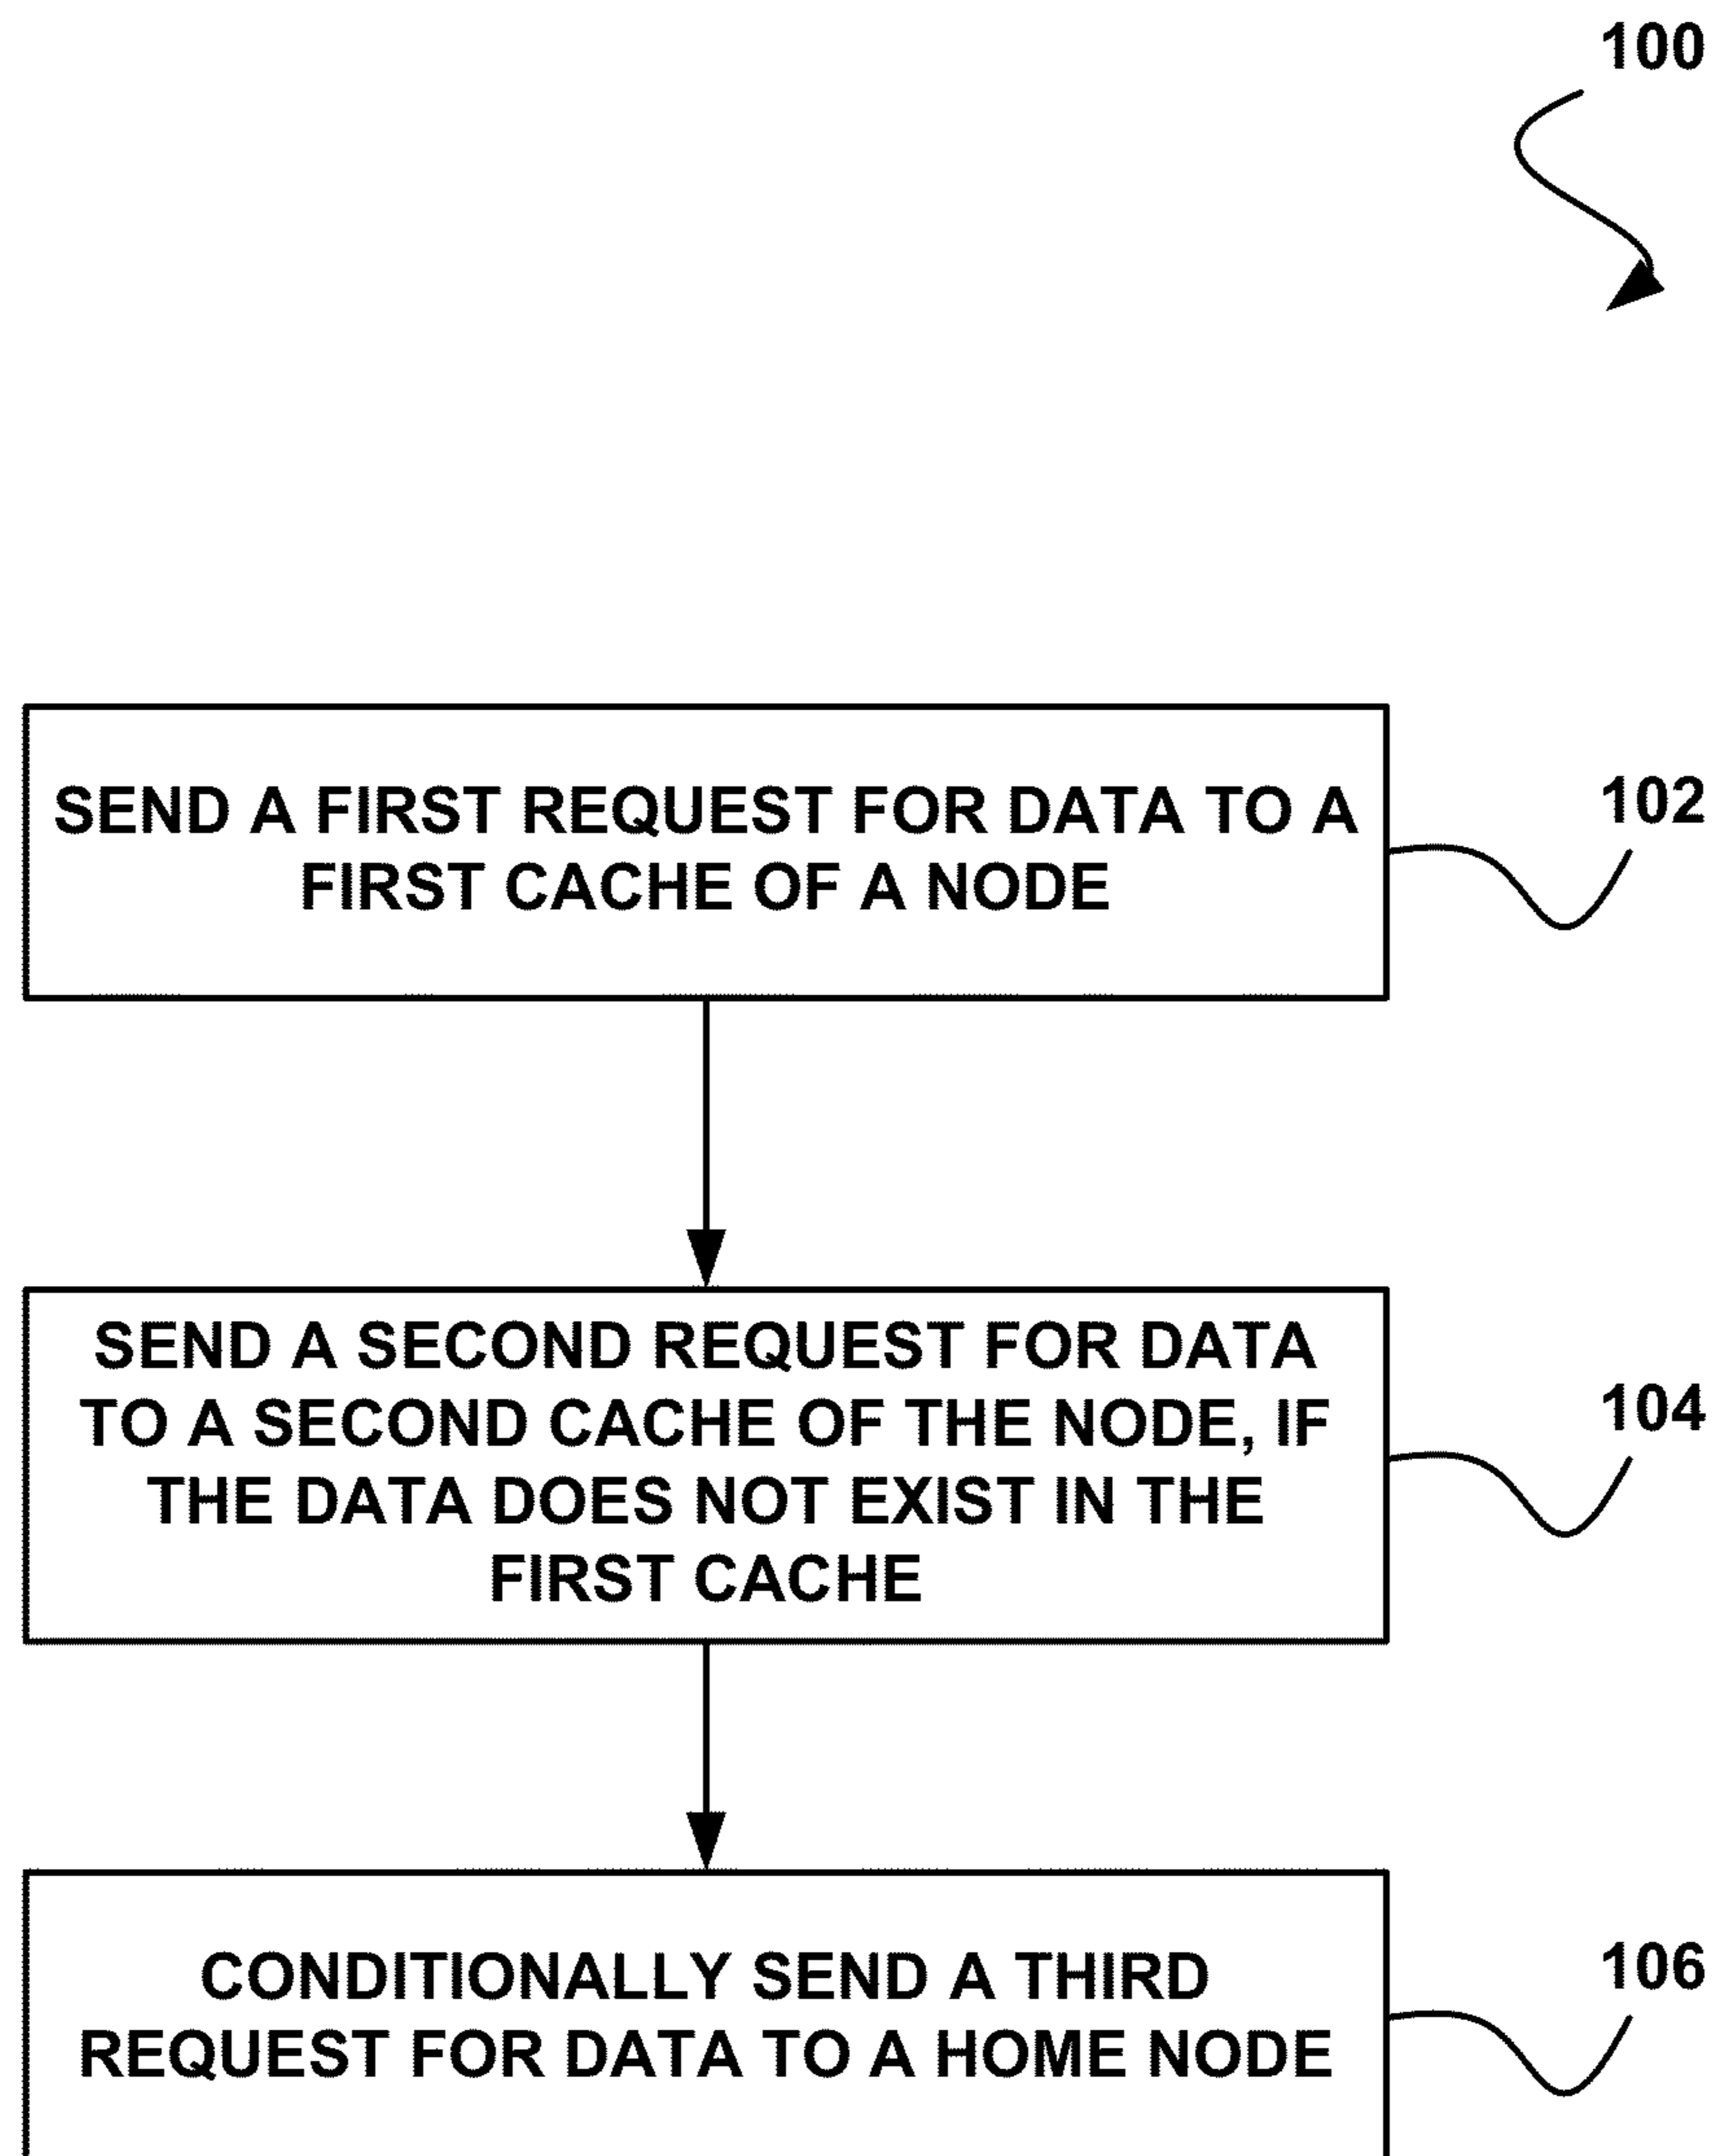 100
SEND A FIRST REQUEST FOR DATA TO A
FIRST CACHE OF A NODE
102
SEND A SECOND REQUEST FOR DATA
TO A SECOND CACHE OF THE NODE, IF
THE DATA DOES NOT EXIST IN THE
FIRST CACHE
104
CONDITIONALLY SEND A THIRD
REQUEST FOR DATA TO A HOME NODE
106